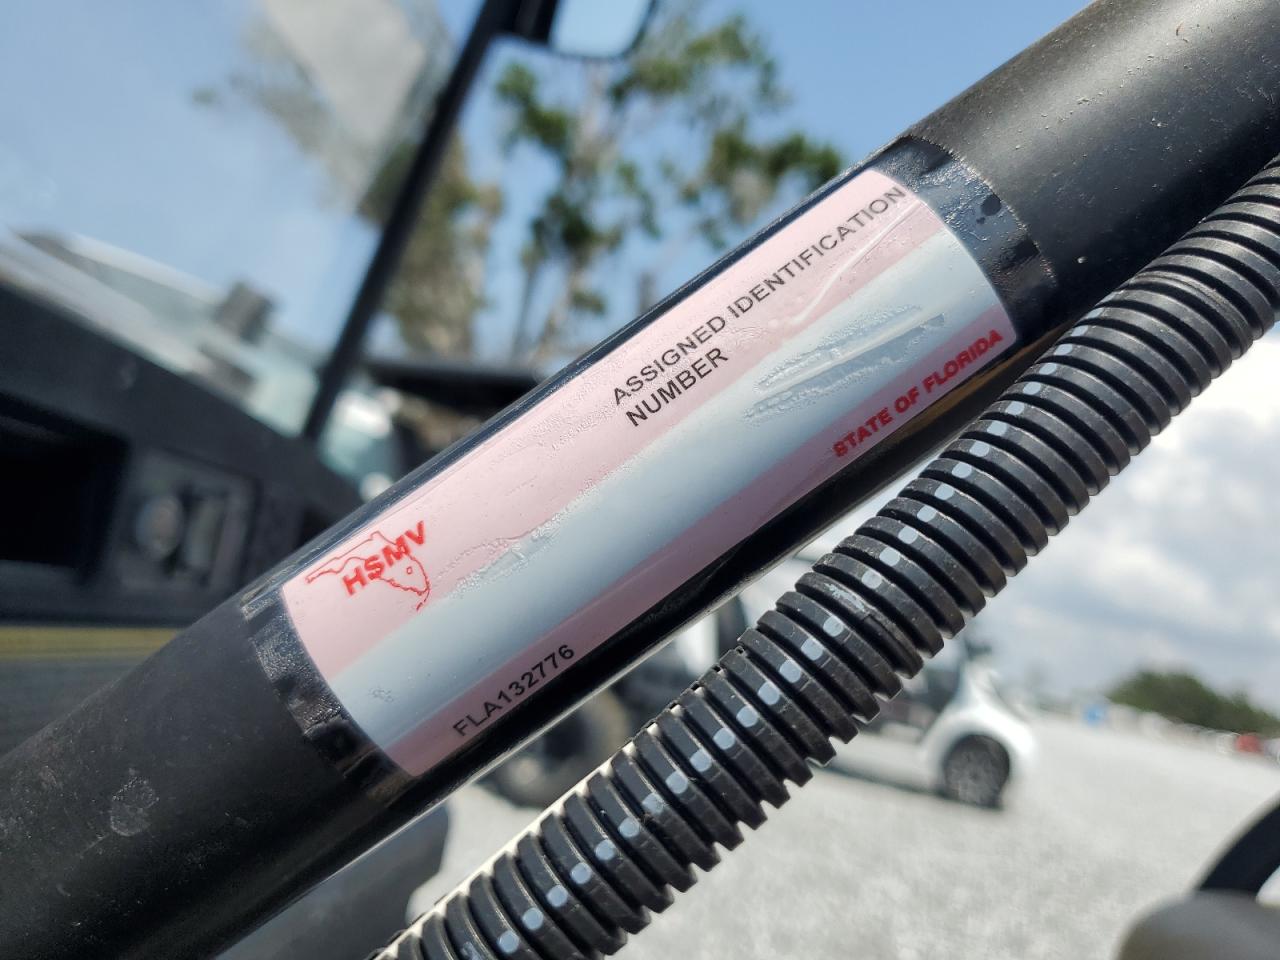 ASSIGNED IDENTIFICATION
NUMBER
STATE OF FLORIDA
HSMV
FLA132776